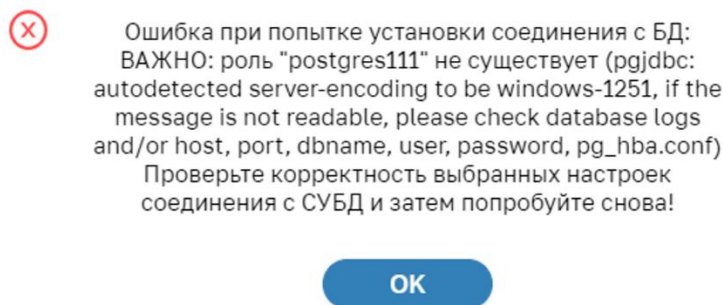 Ошибка при попытке установки соединения с БД:
ВАЖНО: роль "postgres111" не существует (pgjdbc:
autodetected server-encoding to be windows-1251, if the
message is not readable, please check database logs
and/or host, port, dbname, user, password, pg_hba.conf)
Проверьте корректность выбранных настроек
соединения с СУБД и затем попробуйте снова!
OK